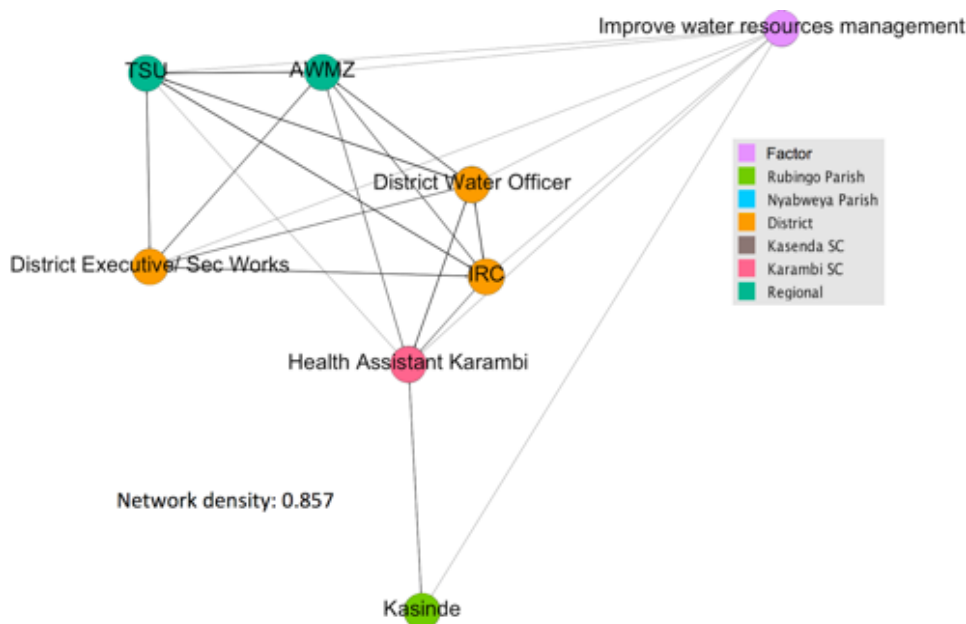 Improve water resources management
TSU
AWMZ
Factor
Rubingo Parish
Nyabweya Parish
District
Kasenda SC
Karambi SC
Regional
District Water Officer
District Executive/ Sec Works
IRC
Health Assistant Karambi
Network density: 0.857
Kasinde